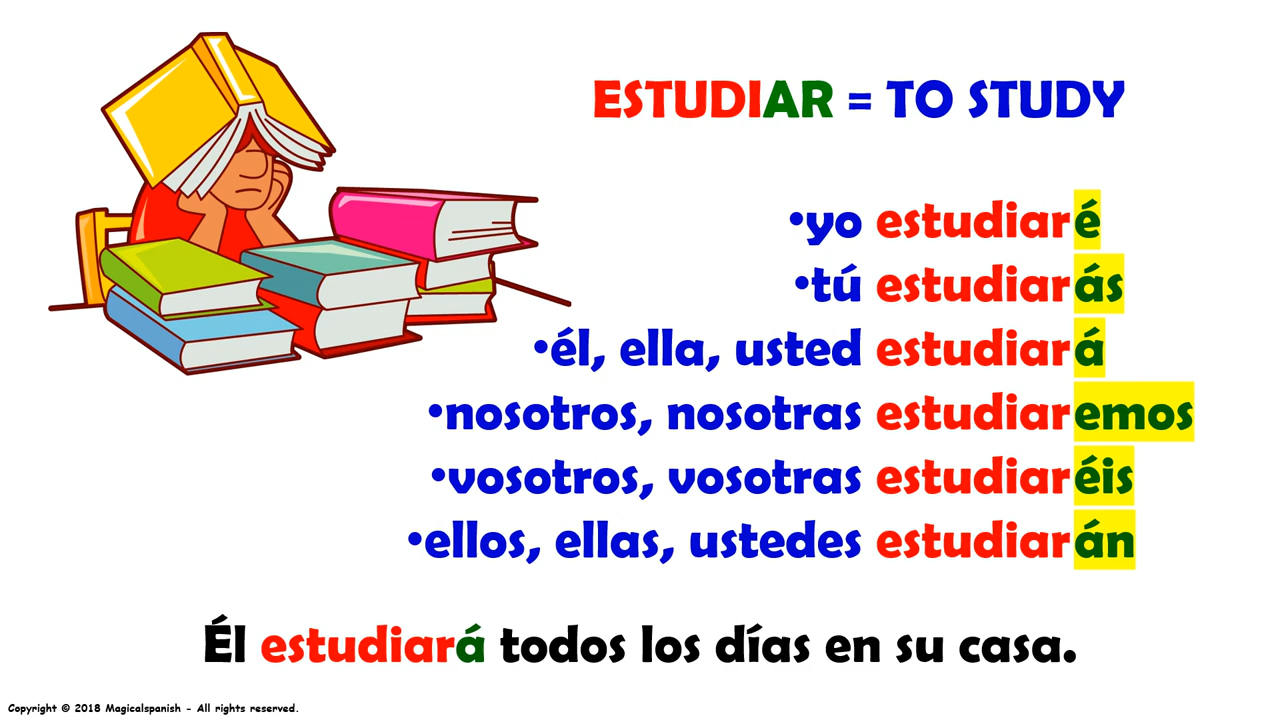 ESTUDIAR = TO STUDY
•yo estudiaré
•tú estudiarás
•él, ella, usted estudiará
•nosotros, nosotras estudiaremos
•vosotros, vosotras estudiaréis
•ellos, ellas, ustedes estudiarán
Él estudiará todos los días en su casa.
Copyright © 2018 Magicalspanish - All rights reserved.